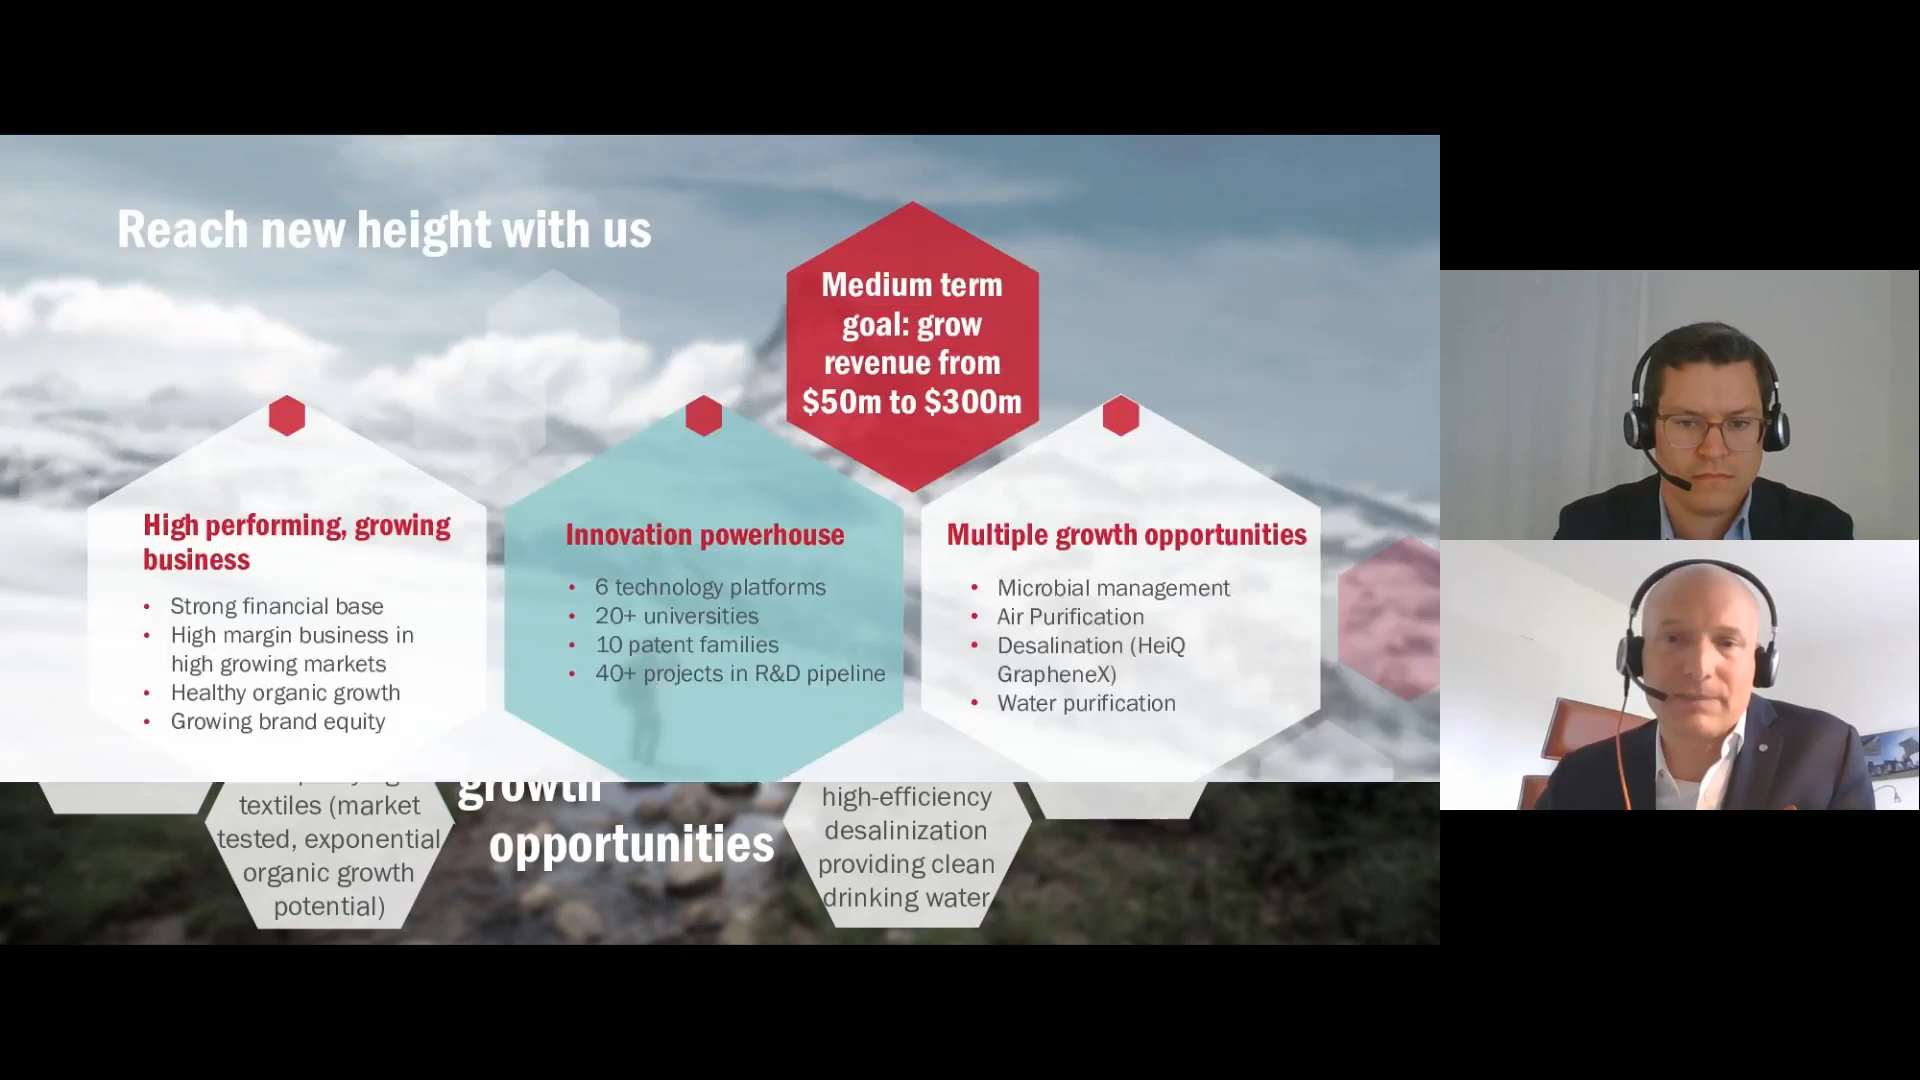 Reach new height with us
Medium term
goal: grow
revenue from
$50m to $300m
High performing, growing
business
• Strong financial base
• High margin business in
high growing markets
• Healthy organic growth
• Growing brand equity
Innovation powerhouse
• 6 technology platforms
• 20+ universities
• 10 patent families
• 40+ projects in R&D pipeline
Multiple growth opportunities
• Microbial management
• Air Purification
• Desalination (HeiQ
GrapheneX)
• Water purification
textiles (market
tested, exponential
organic growth
potential)
growth
opportunities
high-efficiency
desalinization
providing clean
drinking water